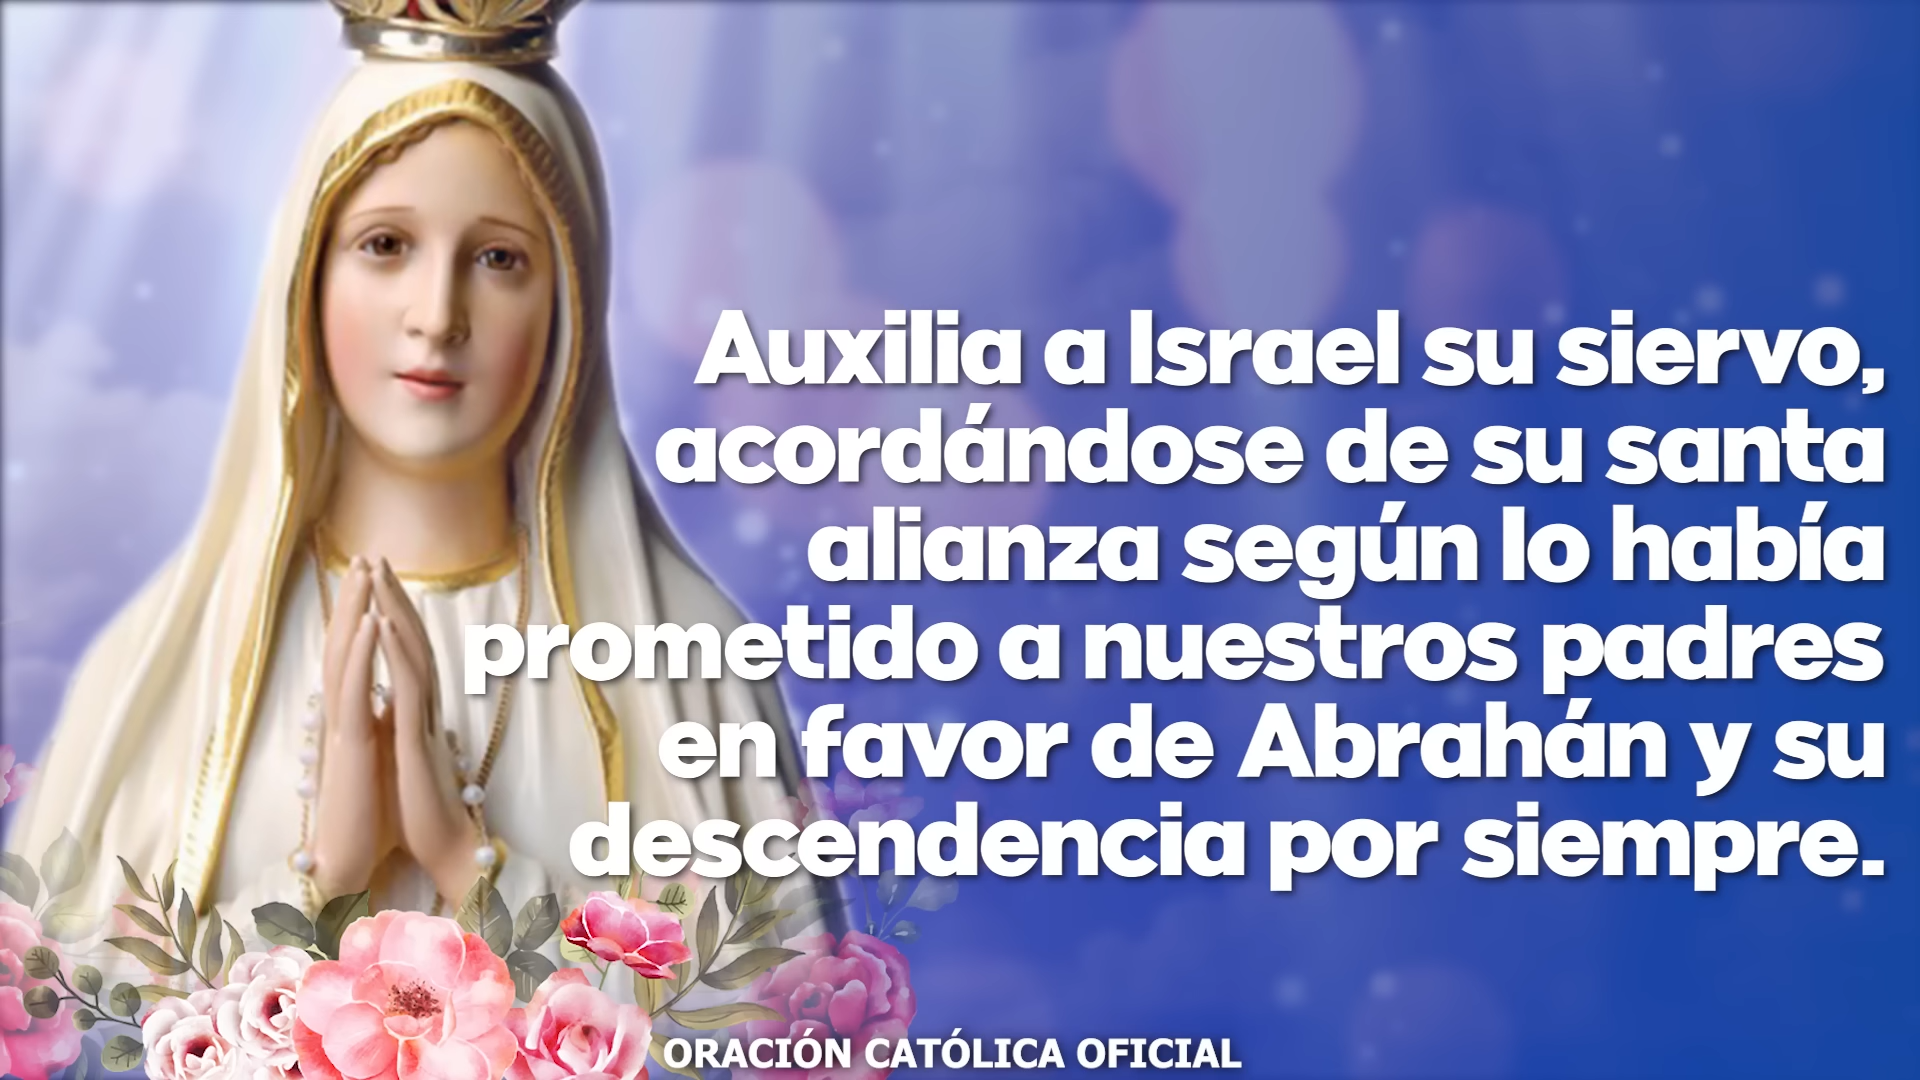 Auxilia a Israel su siervo,
acordándose de su santa
alianza según lo había
prometido a nuestros padres
en favor de Abrahán y su
descendencia por siempre.
ORACIÓN CATÓLICA OFICIAL